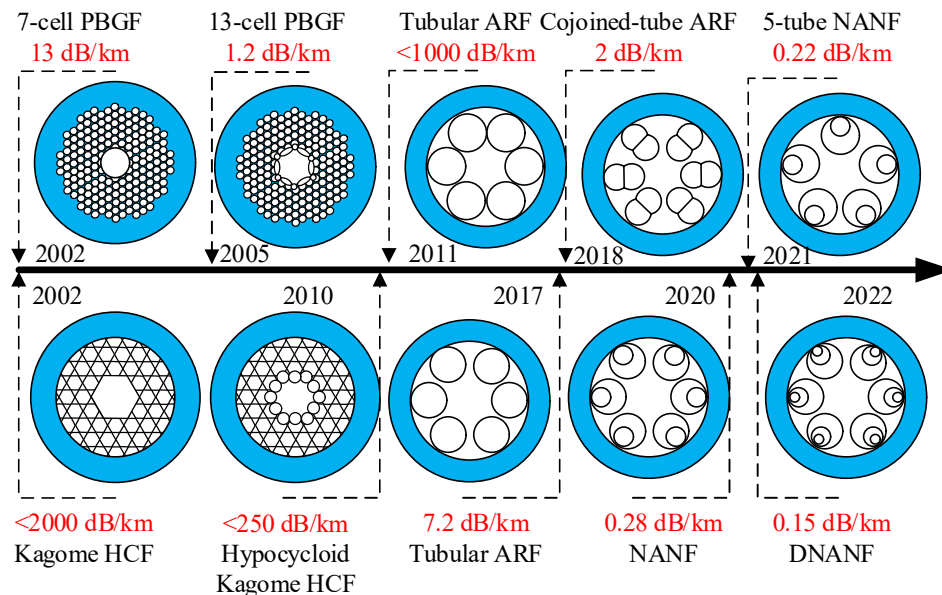 7-cell PBGF
13 dB/km
13-cell PBGF
1.2 dB/km
Tubular ARF
<1000 dB/km
Cojoined-tube ARF
2 dB/km
5-tube NANF
0.22 dB/km
2002
2005
2011
2018
2021
2002
2010
2017
2020
2022
<2000 dB/km
Kagome HCF
<250 dB/km
Hypocycloid
Kagome HCF
7.2 dB/km
Tubular ARF
0.28 dB/km
NANF
0.15 dB/km
DNANF